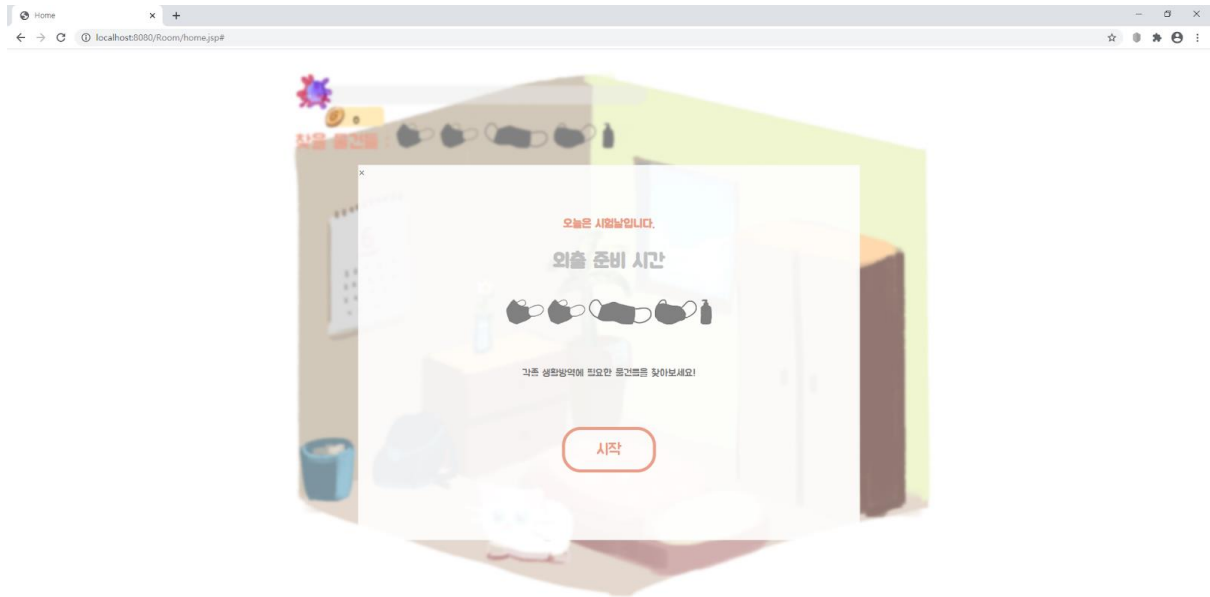 Home
localhost:8080/Room/home.jsp#
0
찾을 물건들 :
×
오늘은 시험날입니다.
외출 준비 시간
각종 생활방역에 필요한 물건들을 찾아보세요!
시작